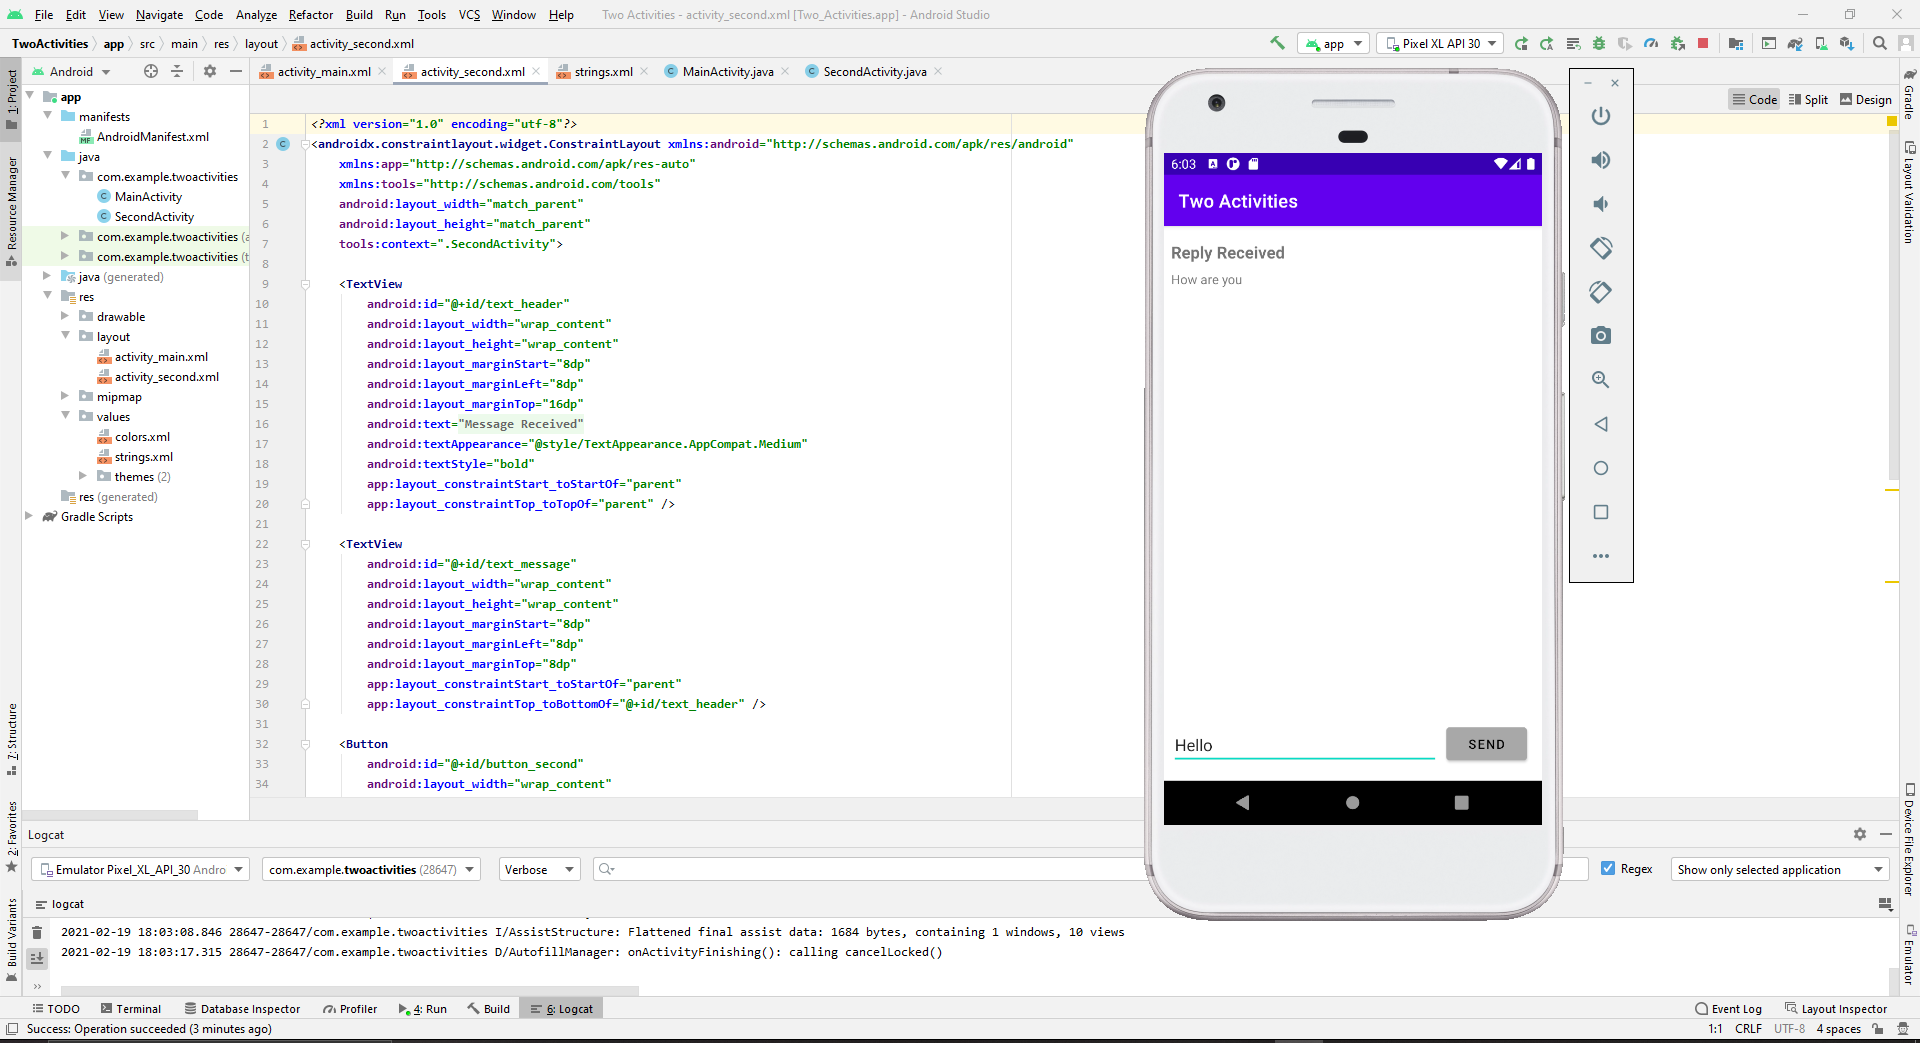 File Edit View Navigate Code Analyze Refactor Build Run Tools VCS Window Help Two Activities - activity_second.xml [Two_Activities.app] - Android Studio
TwoActivities app src main res layout activity_second.xml app Pixel XL API 30
Android activity_main.xml activity_second.xml strings.xml MainActivity.java SecondActivity.java
Code Split Design
1: Project
Resource Manager
7: Structure
2: Favorites
Build Variants
app
manifests
AndroidManifest.xml
java
com.example.twoactivities
MainActivity
SecondActivity
com.example.twoactivities (a
com.example.twoactivities (t
java (generated)
res
drawable
layout
activity_main.xml
activity_second.xml
mipmap
values
colors.xml
strings.xml
themes (2)
res (generated)
Gradle Scripts
1 <?xml version="1.0" encoding="utf-8"?>
2 <androidx.constraintlayout.widget.ConstraintLayout xmlns:android="http://schemas.android.com/apk/res/android"
3 xmlns:app="http://schemas.android.com/apk/res-auto"
4 xmlns:tools="http://schemas.android.com/tools"
5 android:layout_width="match_parent"
6 android:layout_height="match_parent"
7 tools:context=".SecondActivity">
8
9 <TextView
10 android:id="@+id/text_header"
11 android:layout_width="wrap_content"
12 android:layout_height="wrap_content"
13 android:layout_marginStart="8dp"
14 android:layout_marginLeft="8dp"
15 android:layout_marginTop="16dp"
16 android:text="Message Received"
17 android:textAppearance="@style/TextAppearance.AppCompat.Medium"
18 android:textStyle="bold"
19 app:layout_constraintStart_toStartOf="parent"
20 app:layout_constraintTop_toTopOf="parent" />
21
22 <TextView
23 android:id="@+id/text_message"
24 android:layout_width="wrap_content"
25 android:layout_height="wrap_content"
26 android:layout_marginStart="8dp"
27 android:layout_marginLeft="8dp"
28 android:layout_marginTop="8dp"
29 app:layout_constraintStart_toStartOf="parent"
30 app:layout_constraintTop_toBottomOf="@+id/text_header" />
31
32 <Button
33 android:id="@+id/button_second"
34 android:layout_width="wrap_content"
6:03
Two Activities
Reply Received
How are you
Hello SEND
Gradle
Layout Validation
Device File Explorer
Emulator
Logcat
Emulator Pixel_XL_API_30 Andro com.example.twoactivities (28647) Verbose Regex Show only selected application
logcat
2021-02-19 18:03:08.846 28647-28647/com.example.twoactivities I/AssistStructure: Flattened final assist data: 1684 bytes, containing 1 windows, 10 views
2021-02-19 18:03:17.315 28647-28647/com.example.twoactivities D/AutofillManager: onActivityFinishing(): calling cancelLocked()
TODO Terminal Database Inspector Profiler 4: Run Build 6: Logcat Event Log Layout Inspector
Success: Operation succeeded (3 minutes ago) 1:1 CRLF UTF-8 4 spaces